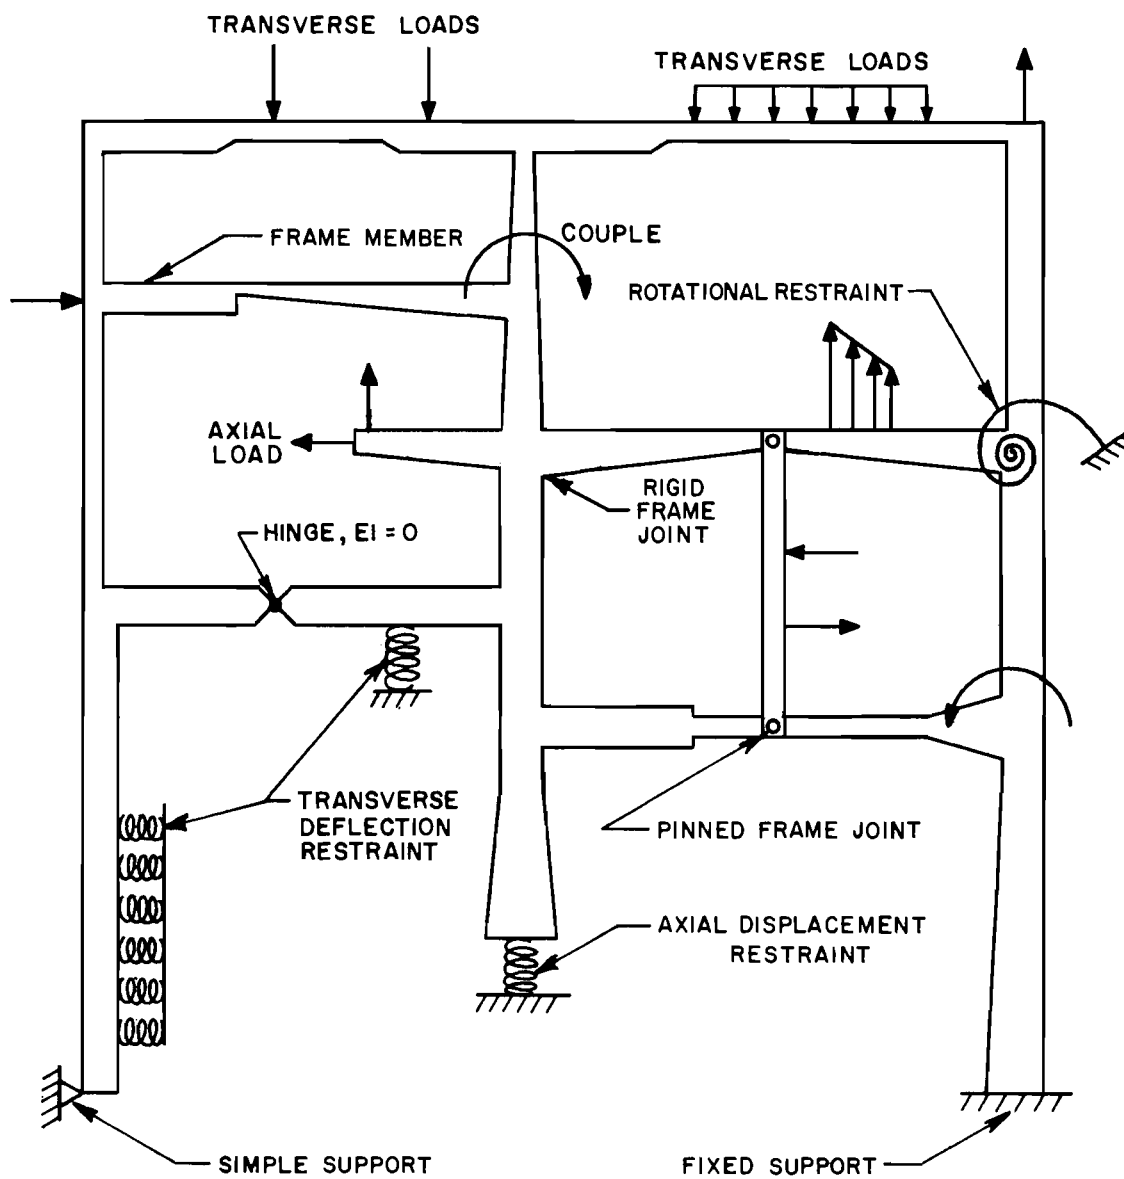 TRANSVERSE LOADS
TRANSVERSE LOADS
FRAME MEMBER
COUPLE
ROTATIONAL RESTRAINT
AXIAL
LOAD
RIGID
FRAME
JOINT
HINGE, EI = 0
TRANSVERSE
DEFLECTION
RESTRAINT
PINNED FRAME JOINT
AXIAL DISPLACEMENT
RESTRAINT
SIMPLE SUPPORT
FIXED SUPPORT